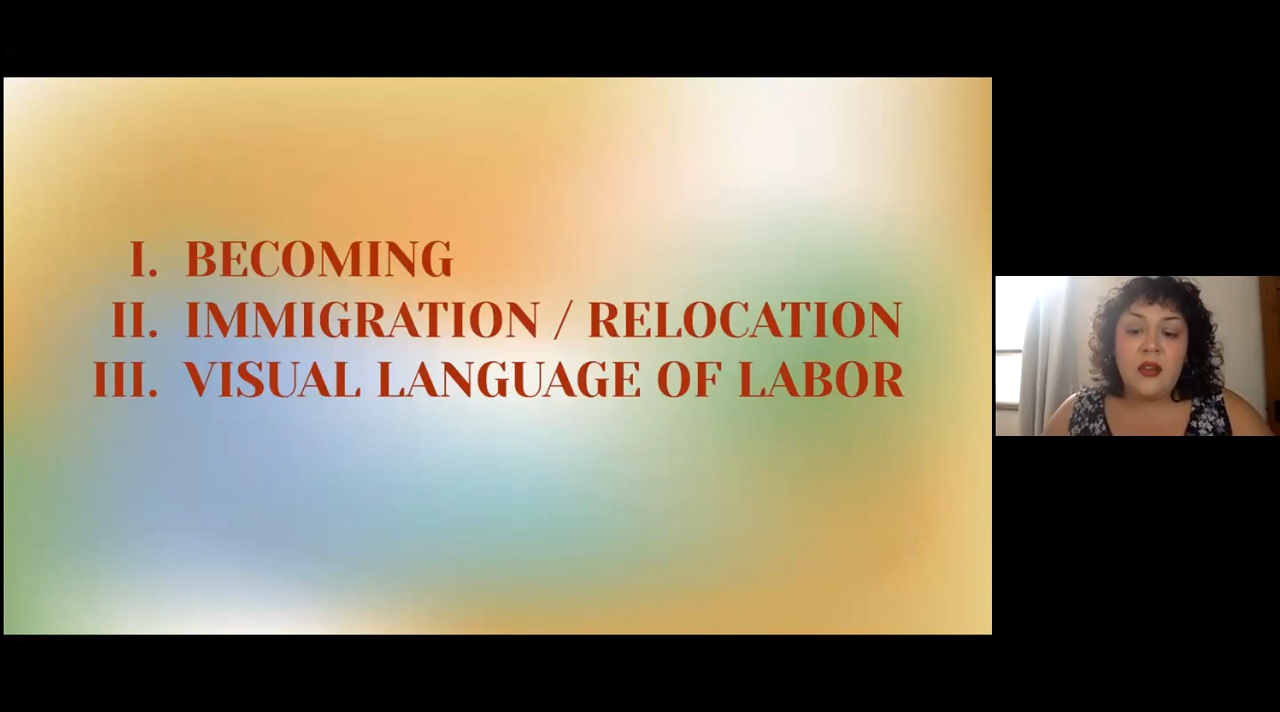 I. BECOMING
II. IMMIGRATION / RELOCATION
III. VISUAL LANGUAGE OF LABOR